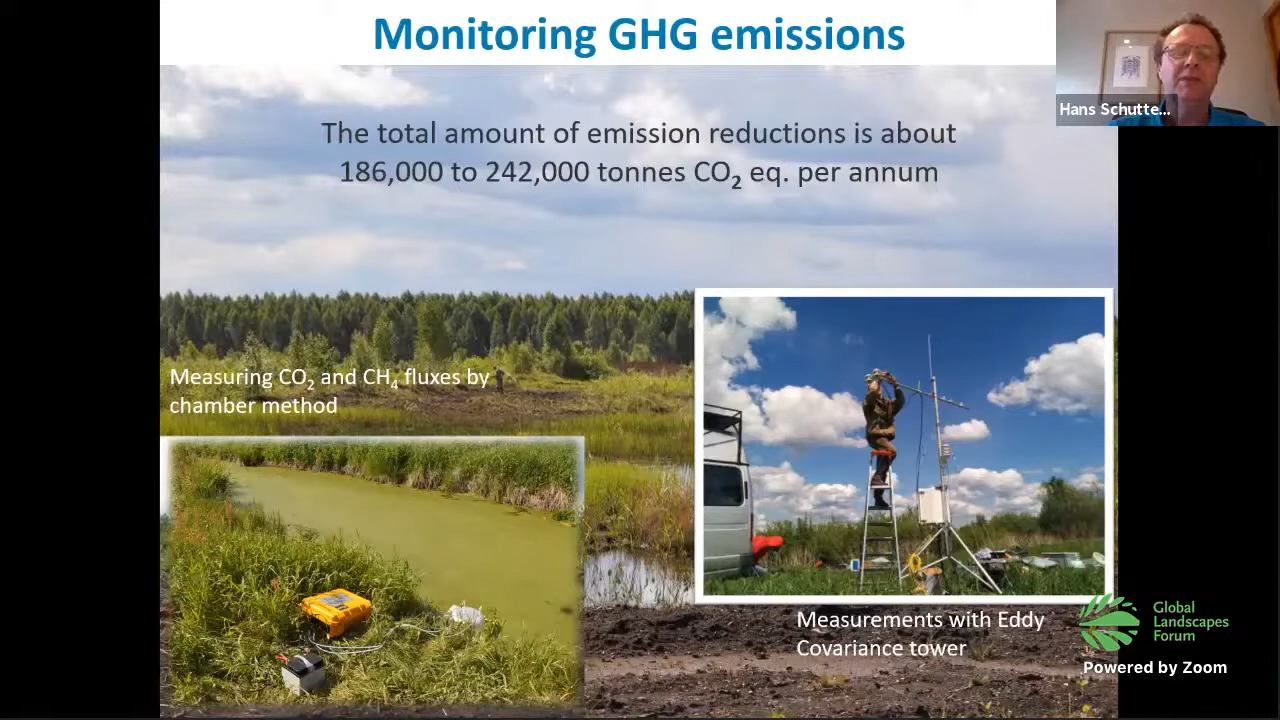 Monitoring GHG emissions
Hans Schutte...
The total amount of emission reductions is about
186,000 to 242,000 tonnes CO₂ eq. per annum
Measuring CO₂ and CH₄ fluxes by
chamber method
Measurements with Eddy
Covariance tower
Global
Landscapes
Forum
Powered by Zoom